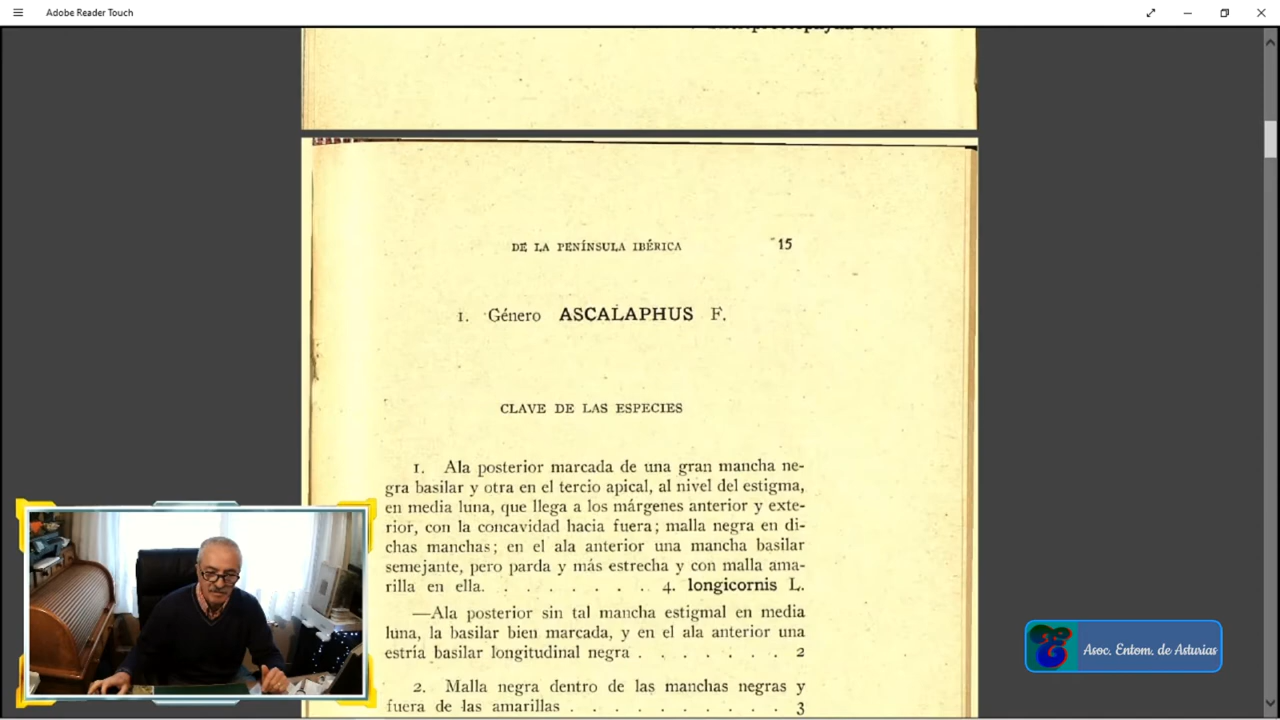 Adobe Reader Touch
DE LA PENÍNSULA IBÉRICA 15
1. Género ASCALAPHUS F.
CLAVE DE LAS ESPECIES
1. Ala posterior marcada de una gran mancha ne-
gra basilar y otra en el tercio apical, al nivel del estigma,
en media luna, que llega a los márgenes anterior y exte-
rior, con la concavidad hacia fuera; malla negra en di-
chas manchas; en el ala anterior una mancha basilar
semejante, pero parda y más estrecha y con malla ama-
rilla en ella. . . . . . . . 4. longicornis L.
—Ala posterior sin tal mancha estigmal en media
luna, la basilar bien marcada, y en el ala anterior una
estría basilar longitudinal negra . . . . . . . 2
2. Malla negra dentro de las manchas negras y
fuera de las amarillas . . . . . . . . . 3
Asoc. Entom. de Asturias